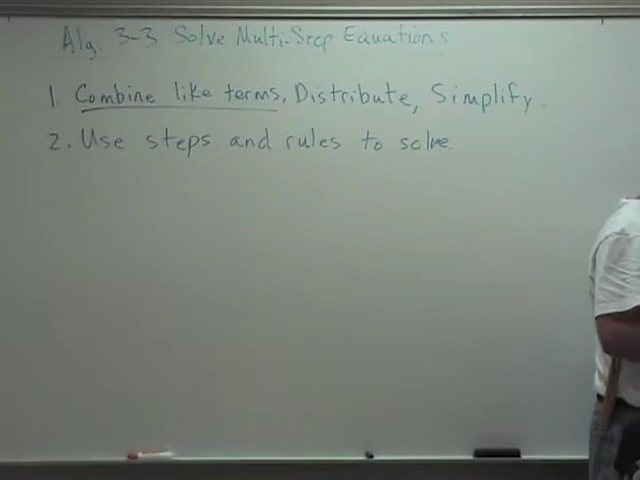 Alg. 3-3 Solve Multi-Step Equations
1. Combine like terms, Distribute, Simplify.
2. Use steps and rules to solve.